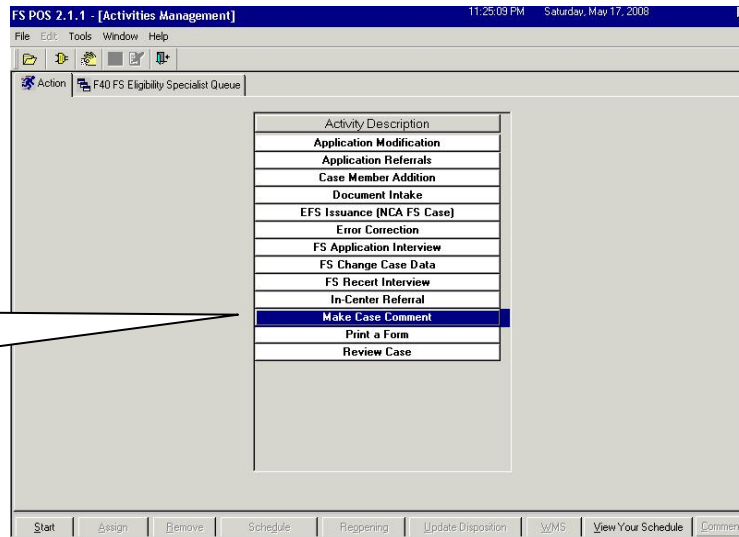 FS POS 2.1.1 - [Activities Management] 11:25:09 PM Saturday, May 17, 2008
File Edit Tools Window Help
Action F40 FS Eligibility Specialist Queue
Activity Description
Application Modification
Application Referrals
Case Member Addition
Document Intake
EFS Issuance (NCA FS Case)
Error Correction
FS Application Interview
FS Change Case Data
FS Recert Interview
In-Center Referral
Make Case Comment
Print a Form
Review Case
Start Assign Remove Schedule Reopening Update Disposition WMS View Your Schedule Commen